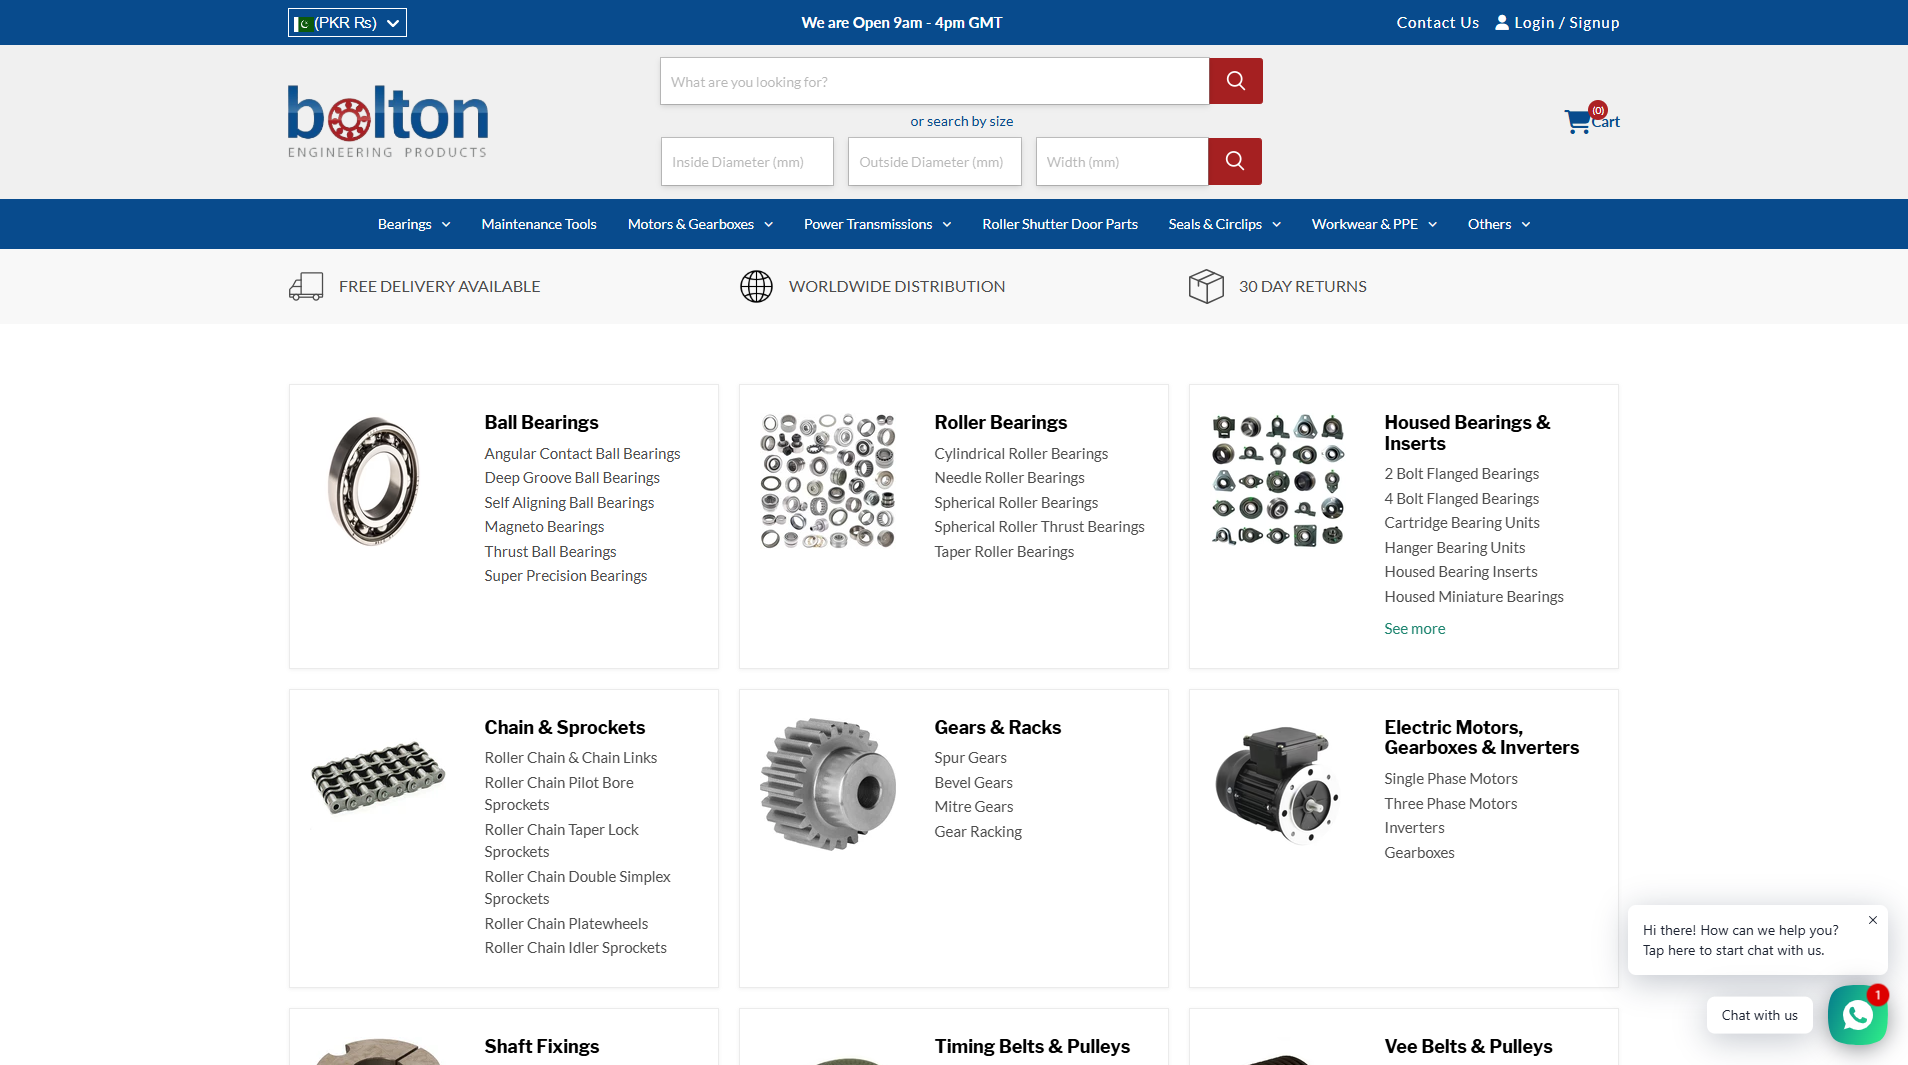 (PKR Rs)
We are Open 9am - 4pm GMT
Contact Us
Login / Signup
bolton
ENGINEERING PRODUCTS
What are you looking for?
or search by size
Inside Diameter (mm)
Outside Diameter (mm)
Width (mm)
(0)
Cart
Bearings
Maintenance Tools
Motors & Gearboxes
Power Transmissions
Roller Shutter Door Parts
Seals & Circlips
Workwear & PPE
Others
FREE DELIVERY AVAILABLE
WORLDWIDE DISTRIBUTION
30 DAY RETURNS
Ball Bearings
Angular Contact Ball Bearings
Deep Groove Ball Bearings
Self Aligning Ball Bearings
Magneto Bearings
Thrust Ball Bearings
Super Precision Bearings
Roller Bearings
Cylindrical Roller Bearings
Needle Roller Bearings
Spherical Roller Bearings
Spherical Roller Thrust Bearings
Taper Roller Bearings
Housed Bearings &
Inserts
2 Bolt Flanged Bearings
4 Bolt Flanged Bearings
Cartridge Bearing Units
Hanger Bearing Units
Housed Bearing Inserts
Housed Miniature Bearings
See more
Chain & Sprockets
Roller Chain & Chain Links
Roller Chain Pilot Bore
Sprockets
Roller Chain Taper Lock
Sprockets
Roller Chain Double Simplex
Sprockets
Roller Chain Platewheels
Roller Chain Idler Sprockets
Gears & Racks
Spur Gears
Bevel Gears
Mitre Gears
Gear Racking
Electric Motors,
Gearboxes & Inverters
Single Phase Motors
Three Phase Motors
Inverters
Gearboxes
Shaft Fixings
Timing Belts & Pulleys
Vee Belts & Pulleys
Hi there! How can we help you?
Tap here to start chat with us.
Chat with us
1